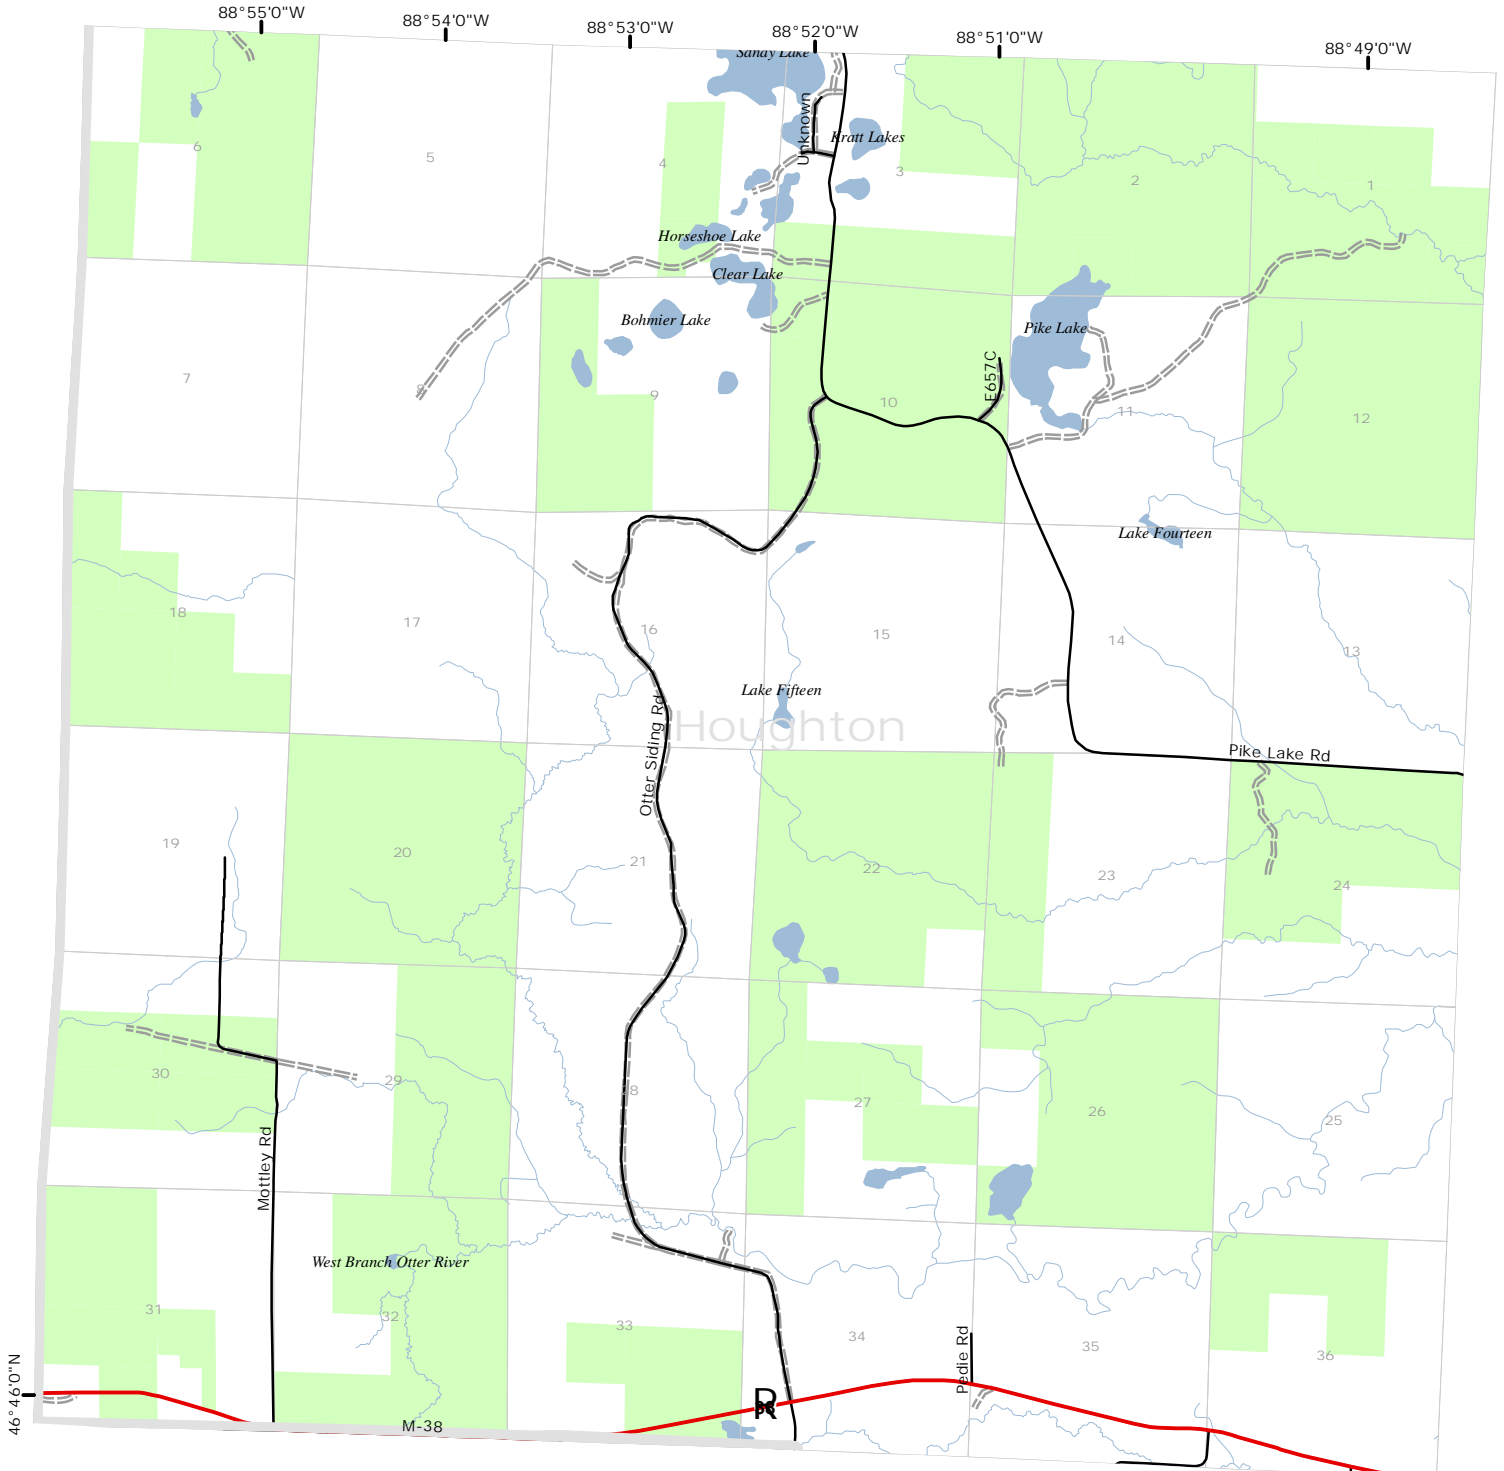 88°55'0"W
88°54'0"W
88°53'0"W
88°52'0"W
88°51'0"W
88°49'0"W
Sandy Lake
Unknown
Kratt Lakes
6
5
4
3
2
1
Horseshoe Lake
Clear Lake
Bohmier Lake
Pike Lake
E657C
7
8
9
10
11
12
Lake Fourteen
18
17
16
15
14
13
Lake Fifteen
Houghton
Otter Siding Rd
Pike Lake Rd
19
20
21
22
23
24
30
29
28
27
26
25
Mottley Rd
West Branch Otter River
31
32
33
34
35
36
Pedie Rd
46°46'0"N
M-38